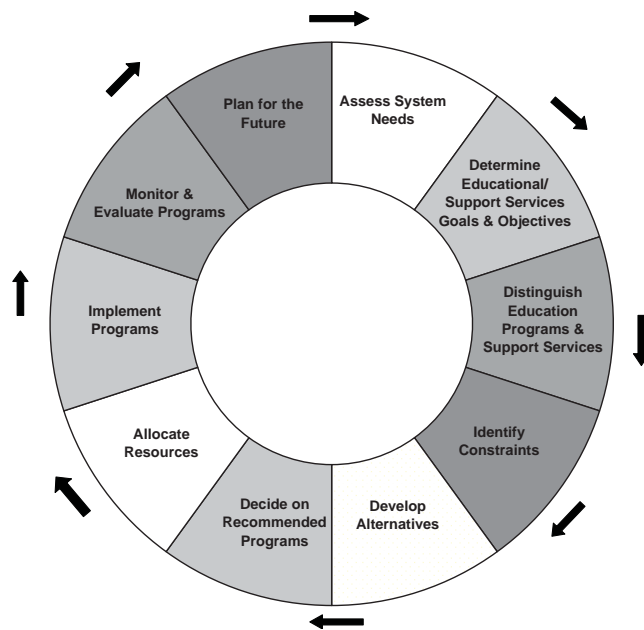 Assess System
Needs
Determine
Educational/
Support Services
Goals & Objectives
Distinguish
Education
Programs &
Support Services
Identify
Constraints
Develop
Alternatives
Decide on
Recommended
Programs
Allocate
Resources
Implement
Programs
Monitor &
Evaluate Programs
Plan for the
Future